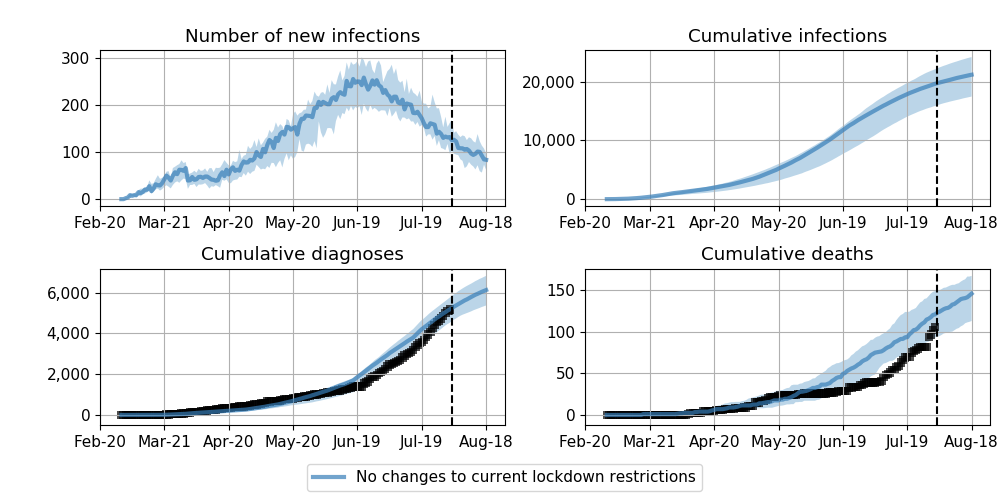 Number of new infections
300
200
100
0
Feb-20 Mar-21 Apr-20 May-20 Jun-19 Jul-19 Aug-18
Cumulative infections
20,000
10,000
0
Feb-20 Mar-21 Apr-20 May-20 Jun-19 Jul-19 Aug-18
Cumulative diagnoses
6,000
4,000
2,000
0
Feb-20 Mar-21 Apr-20 May-20 Jun-19 Jul-19 Aug-18
Cumulative deaths
150
100
50
0
Feb-20 Mar-21 Apr-20 May-20 Jun-19 Jul-19 Aug-18
No changes to current lockdown restrictions